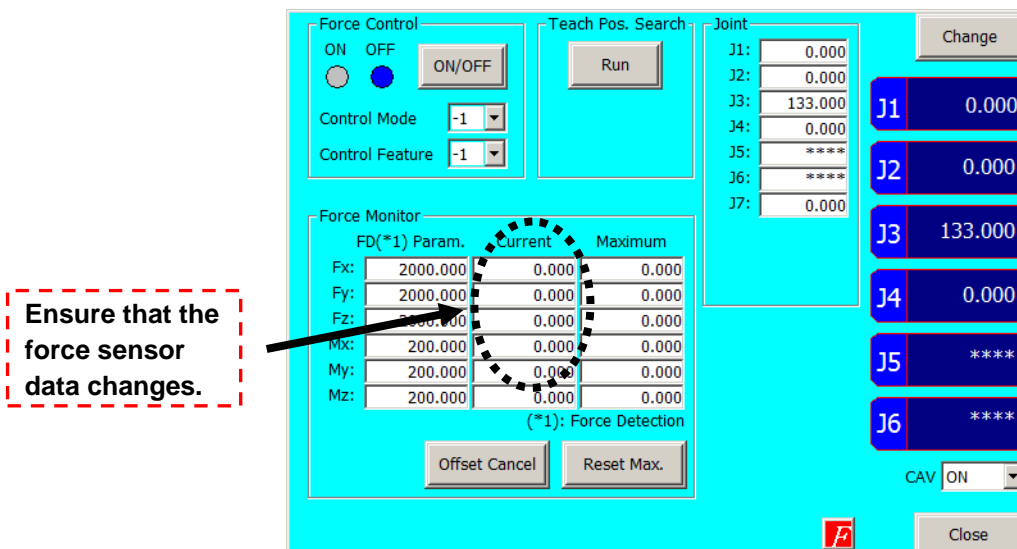 Force Control
ON OFF
ON/OFF
Control Mode -1
Control Feature -1
Teach Pos. Search
Run
Joint
J1: 0.000
J2: 0.000
J3: 133.000
J4: 0.000
J5: ****
J6: ****
J7: 0.000
Change
J1 0.000
J2 0.000
J3 133.000
J4 0.000
J5 ****
J6 ****
CAV ON
Close
Force Monitor
FD(*1) Param. Current Maximum
Fx: 2000.000 0.000 0.000
Fy: 2000.000 0.000 0.000
Fz: 2000.000 0.000 0.000
Mx: 200.000 0.000 0.000
My: 200.000 0.000 0.000
Mz: 200.000 0.000 0.000
(*1): Force Detection
Offset Cancel Reset Max.
F
Ensure that the
force sensor
data changes.